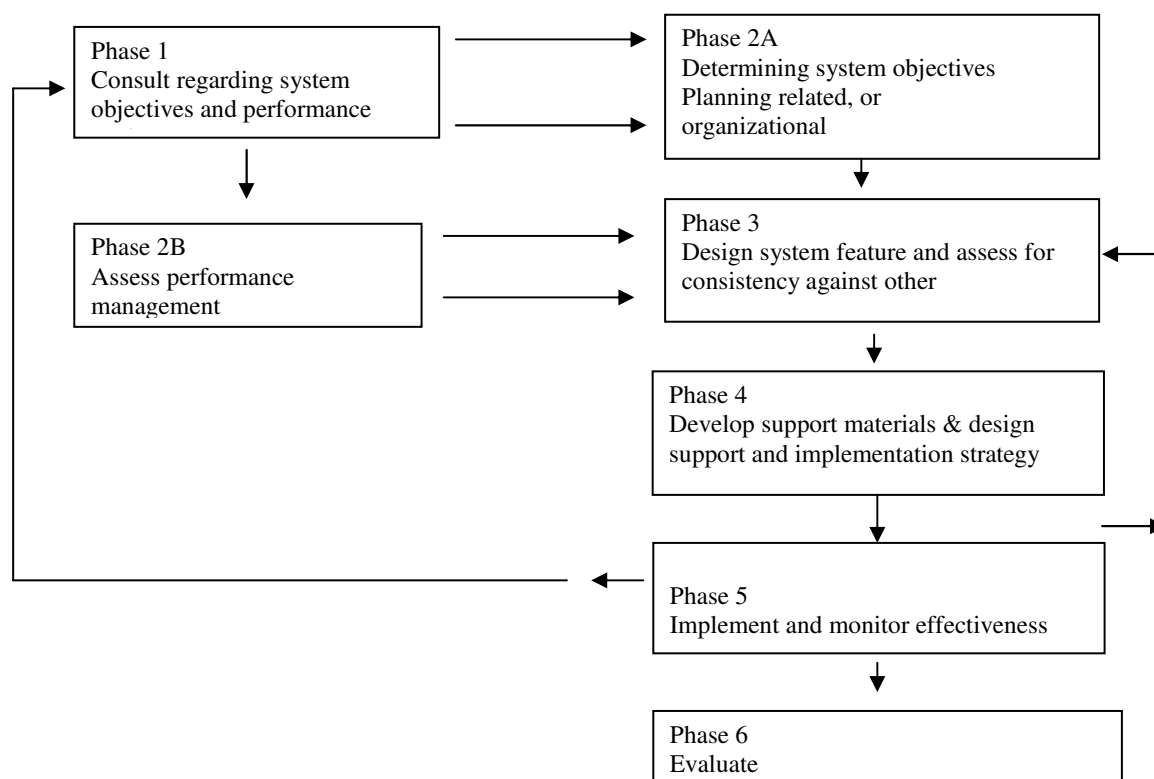 Phase 1
Consult regarding system
objectives and performance
Phase 2A
Determining system objectives
Planning related, or
organizational
Phase 2B
Assess performance
management
Phase 3
Design system feature and assess for
consistency against other
Phase 4
Develop support materials & design
support and implementation strategy
Phase 5
Implement and monitor effectiveness
Phase 6
Evaluate